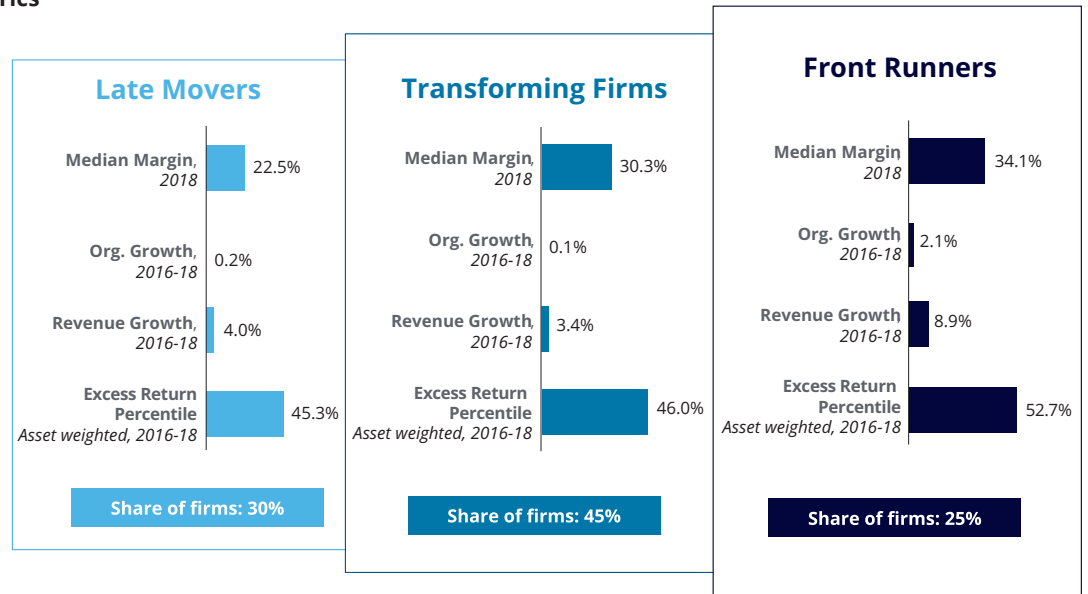 Late Movers
Median Margin,
2018
22.5%
Org. Growth,
2016-18
0.2%
Revenue Growth,
2016-18
4.0%
Excess Return
Percentile
Asset weighted, 2016-18
45.3%
Share of firms: 30%
Transforming Firms
Median Margin,
2018
30.3%
Org. Growth,
2016-18
0.1%
Revenue Growth,
2016-18
3.4%
Excess Return
Percentile
Asset weighted, 2016-18
46.0%
Share of firms: 45%
Front Runners
Median Margin,
2018
34.1%
Org. Growth,
2016-18
2.1%
Revenue Growth,
2016-18
8.9%
Excess Return
Percentile
Asset weighted, 2016-18
52.7%
Share of firms: 25%